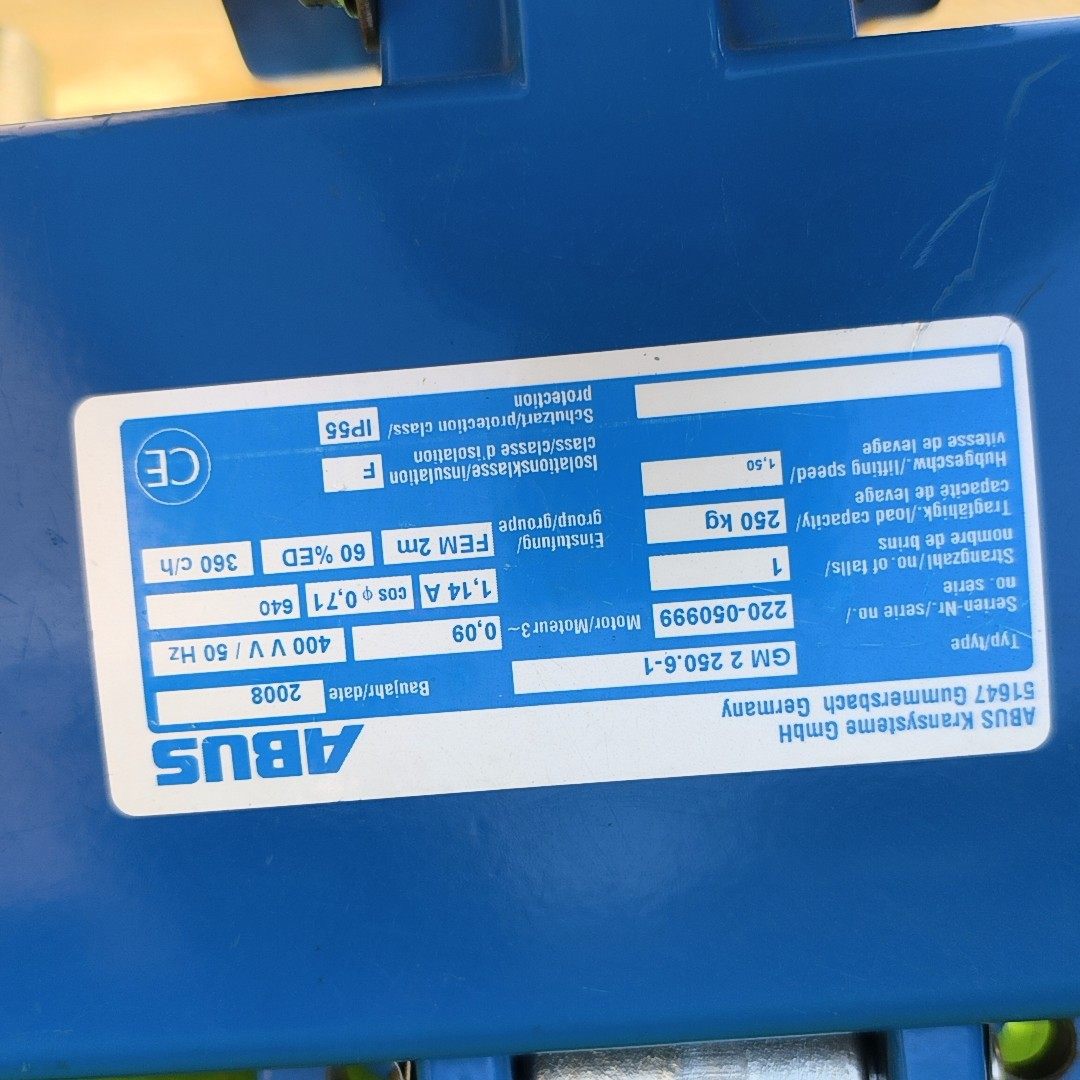 ABUS Kransysteme GmbH
51647 Gummersbach Germany
ABUS
Typ/type GM 2 250.6-1 Baujahr/date 2008
Serien-Nr./serie no./
no. serie
220-050999 Motor/Moteur3~ 0,09 400 V V / 50 Hz
Strangzahl/no. of falls/
nombre de brins
1
1,14 A cos φ 0,71 640
Tragfähigk./load capacity/
capacité de levage
250 kg
Einstufung/
group/groupe
FEM 2m 60 %ED 360 c/h
Hubgeschw./lifting speed/
vitesse de levage
1,50
Isolationsklasse/insulation
class/classe d'isolation
F
Schutzart/protection class/
protection
IP55
CE